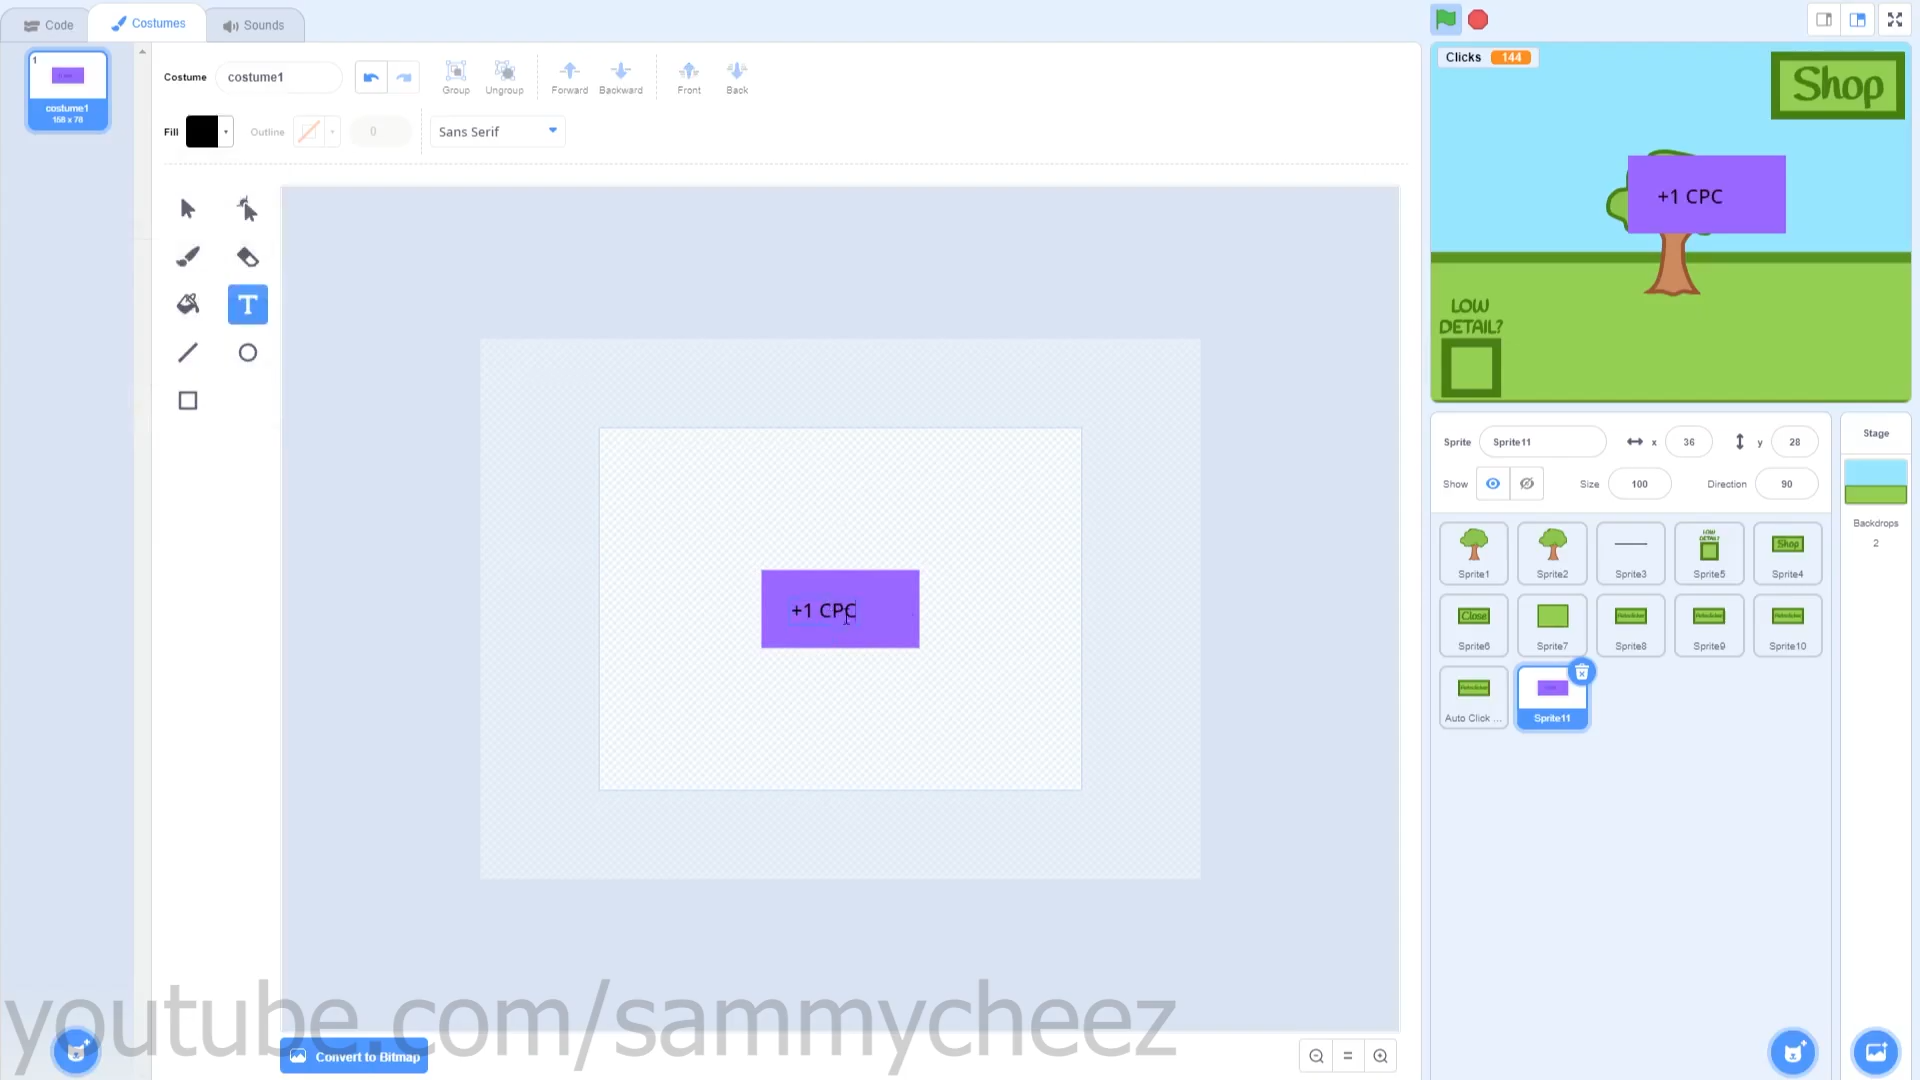 Code
Costumes
Sounds
1
costume1
158 x 78
Costume
costume1
Group
Ungroup
Forward
Backward
Front
Back
Fill
Outline
0
Sans Serif
T
+1 CPC
Convert to Bitmap
youtube.com/sammycheez
Clicks 144
Shop
+1 CPC
LOW
DETAIL?
Sprite
Sprite11
x
36
y
28
Show
Size
100
Direction
90
Sprite1
Sprite2
Sprite3
LOW
DETAIL?
Sprite5
Shop
Sprite4
Close
Sprite6
Sprite7
Sprite8
Sprite9
Sprite10
Auto Click ...
Sprite11
Stage
Backdrops
2